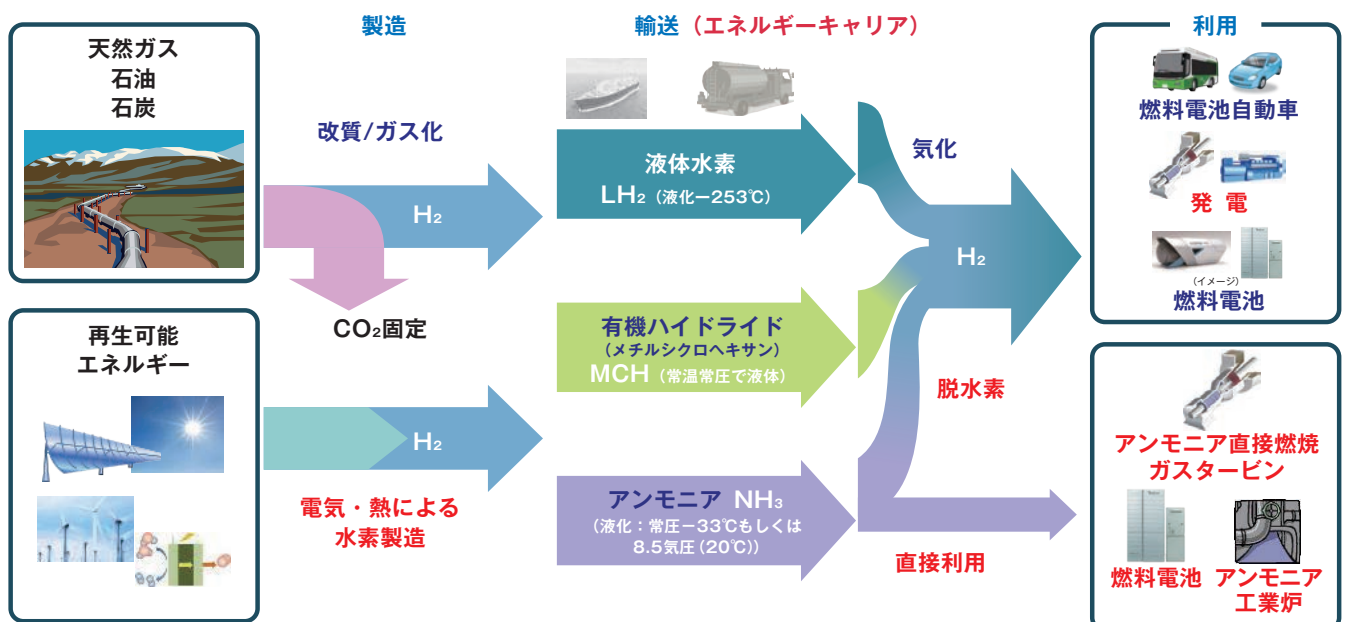 製造
輸送（エネルギーキャリア）
利用
天然ガス
石油
石炭
改質/ガス化
H₂
CO₂固定
再生可能
エネルギー
H₂
電気・熱による
水素製造
液体水素
LH₂（液化－253℃）
有機ハイドライド
（メチルシクロヘキサン）
MCH（常温常圧で液体）
アンモニア NH₃
（液化：常圧－33℃もしくは
8.5気圧（20℃））
気化
H₂
脱水素
直接利用
燃料電池自動車
発電
（イメージ）
燃料電池
アンモニア直接燃焼
ガスタービン
燃料電池
アンモニア
工業炉